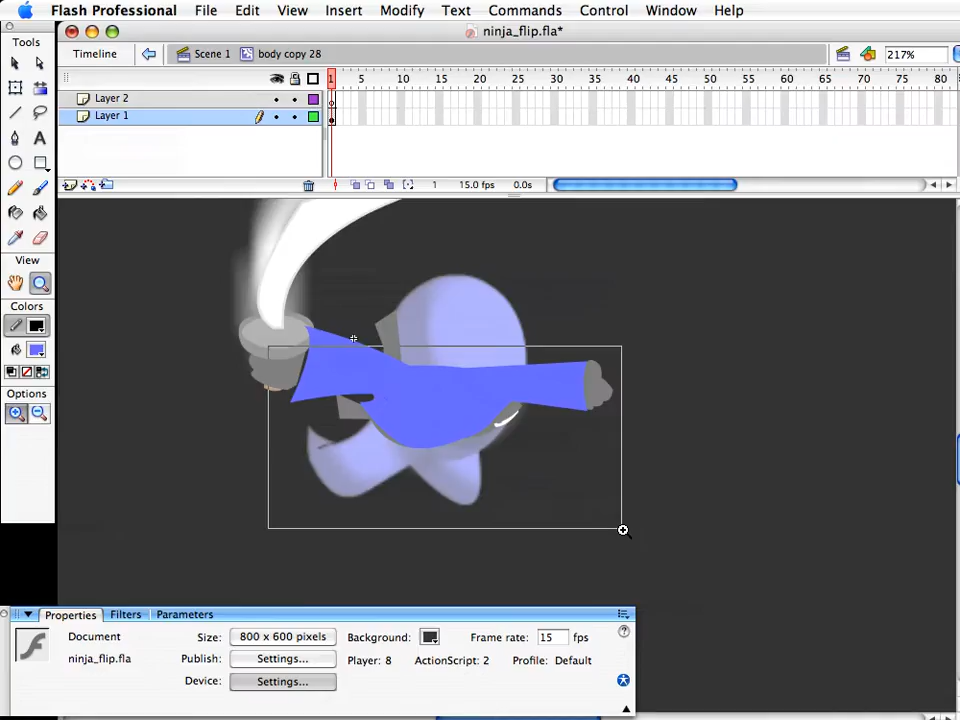 Flash Professional File Edit View Insert Modify Text Commands Control Window Help
Tools
ninja_flip.fla*
Timeline Scene 1 body copy 28 217%
1 5 10 15 20 25 30 35 40 45 50 55 60 65 70 75 80
Layer 2
Layer 1
A
1 15.0 fps 0.0s
View
Colors
Options
Properties Filters Parameters
Document Size: 800 x 600 pixels Background: Frame rate: 15 fps
ninja_flip.fla Publish: Settings... Player: 8 ActionScript: 2 Profile: Default
Device: Settings...